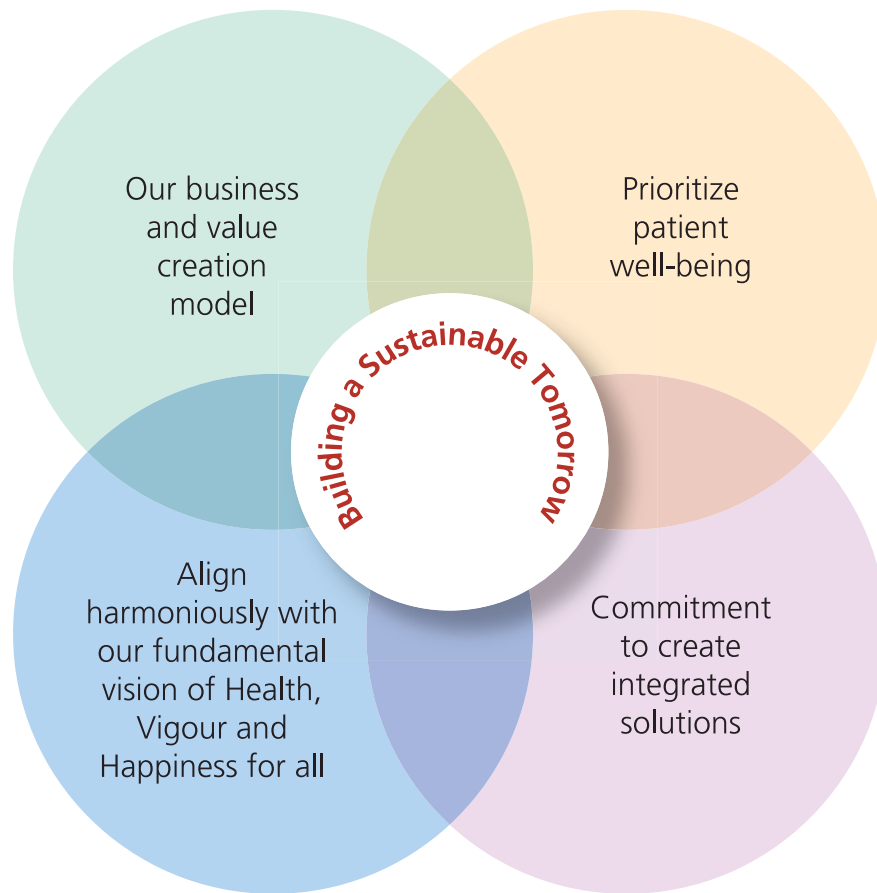 Our business
and value
creation
model
Prioritize
patient
well-being
Building a Sustainable Tomorrow
Align
harmoniously with
our fundamental
vision of Health,
Vigour and
Happiness for all
Commitment
to create
integrated
solutions